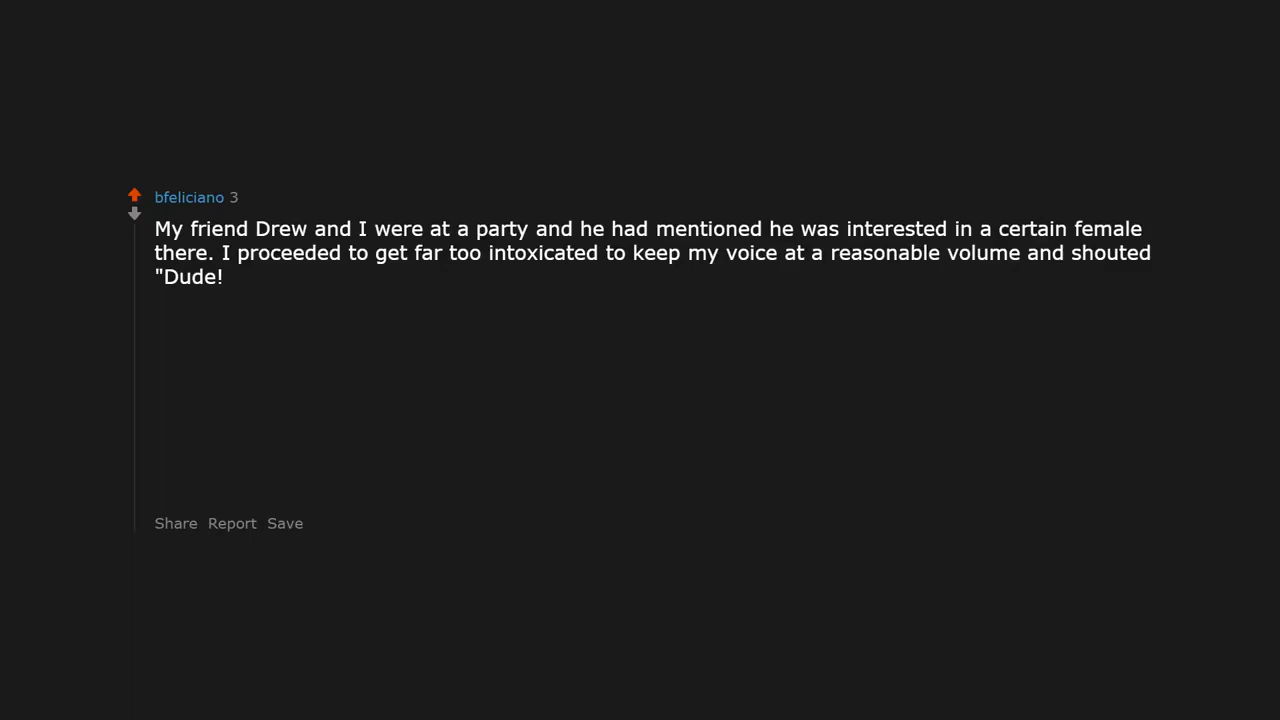 bfeliciano 3
My friend Drew and I were at a party and he had mentioned he was interested in a certain female
there. I proceeded to get far too intoxicated to keep my voice at a reasonable volume and shouted
"Dude!
Share Report Save